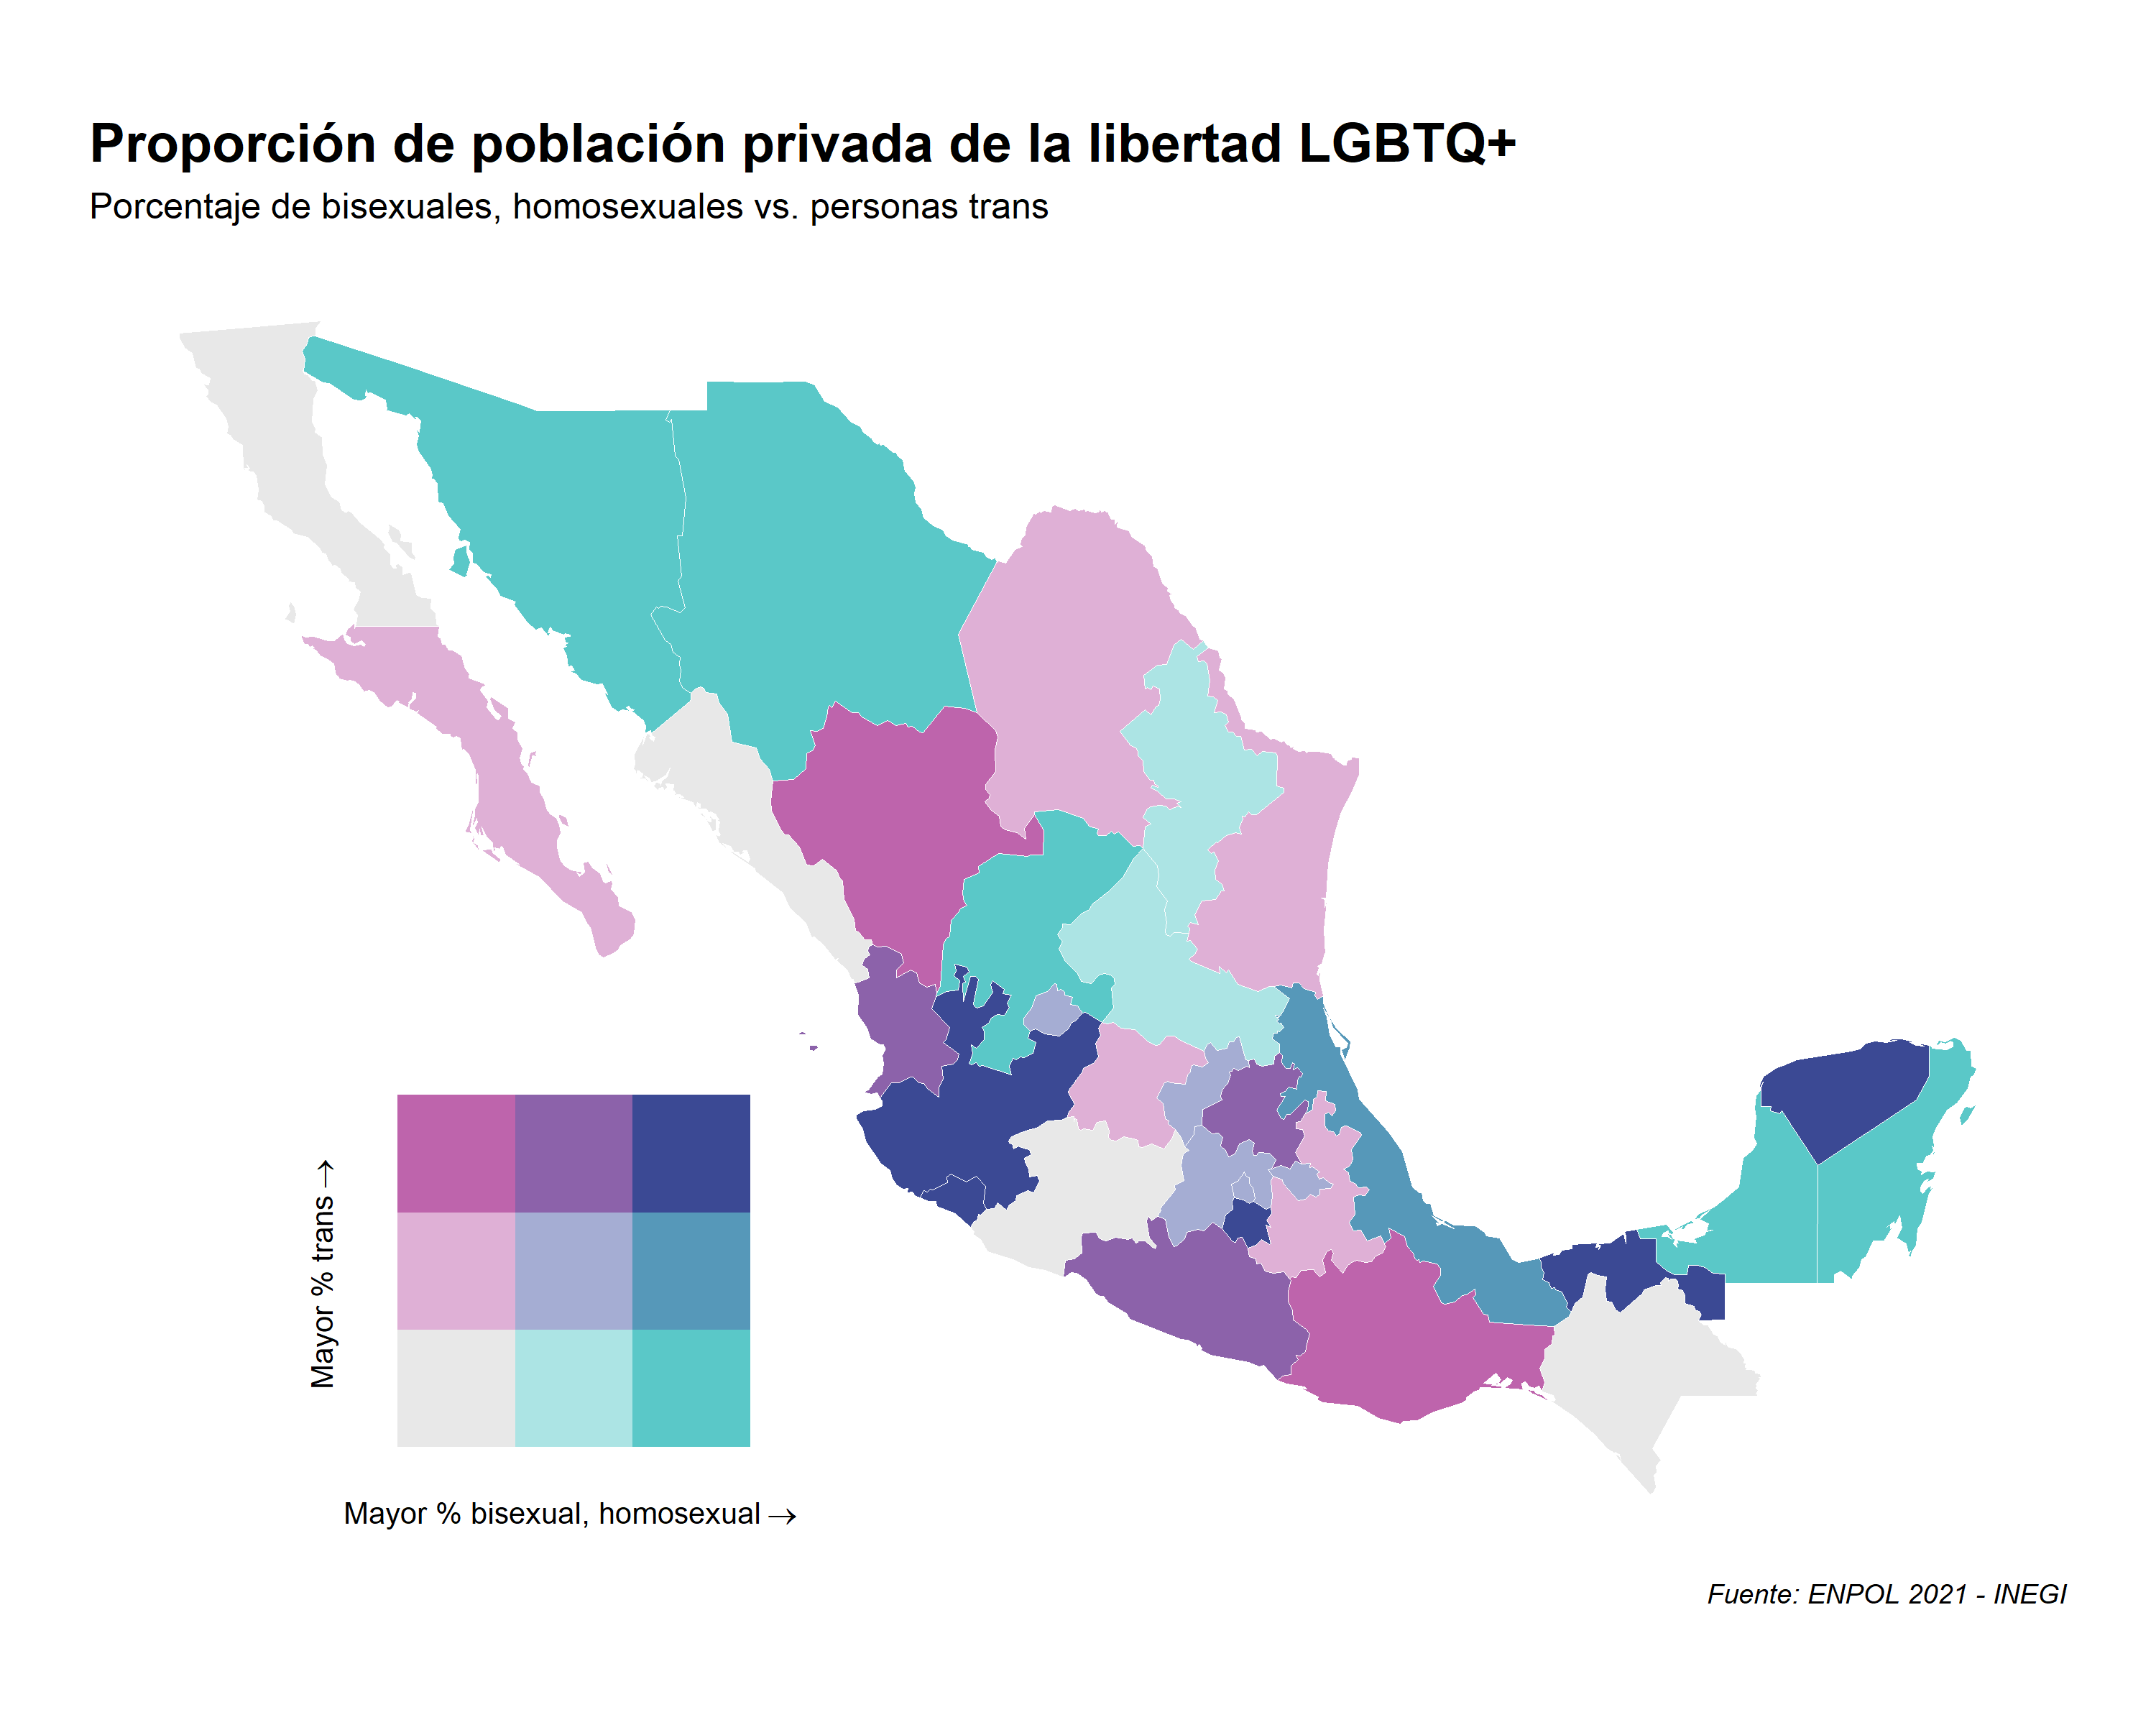 Proporción de población privada de la libertad LGBTQ+
Porcentaje de bisexuales, homosexuales vs. personas trans
Mayor % trans →
Mayor % bisexual, homosexual →
Fuente: ENPOL 2021 - INEGI